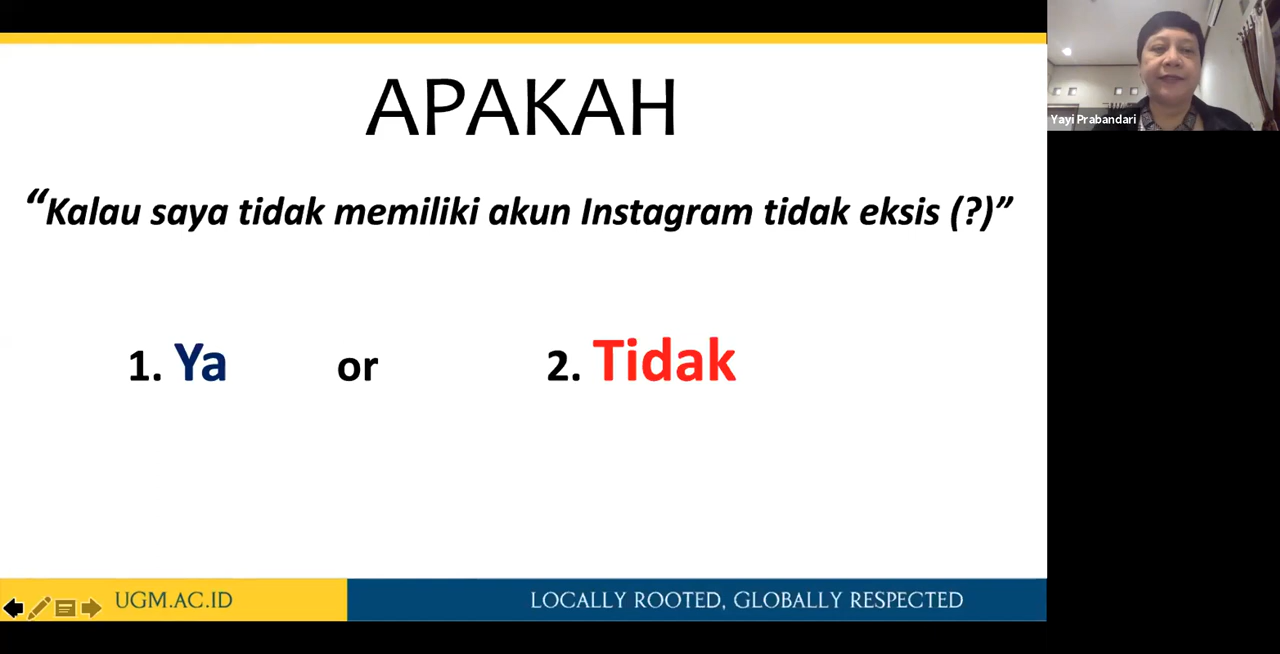 APAKAH
“Kalau saya tidak memiliki akun Instagram tidak eksis (?)”
1. Ya or 2. Tidak
UGM.AC.ID LOCALLY ROOTED, GLOBALLY RESPECTED
Yayi Prabandari